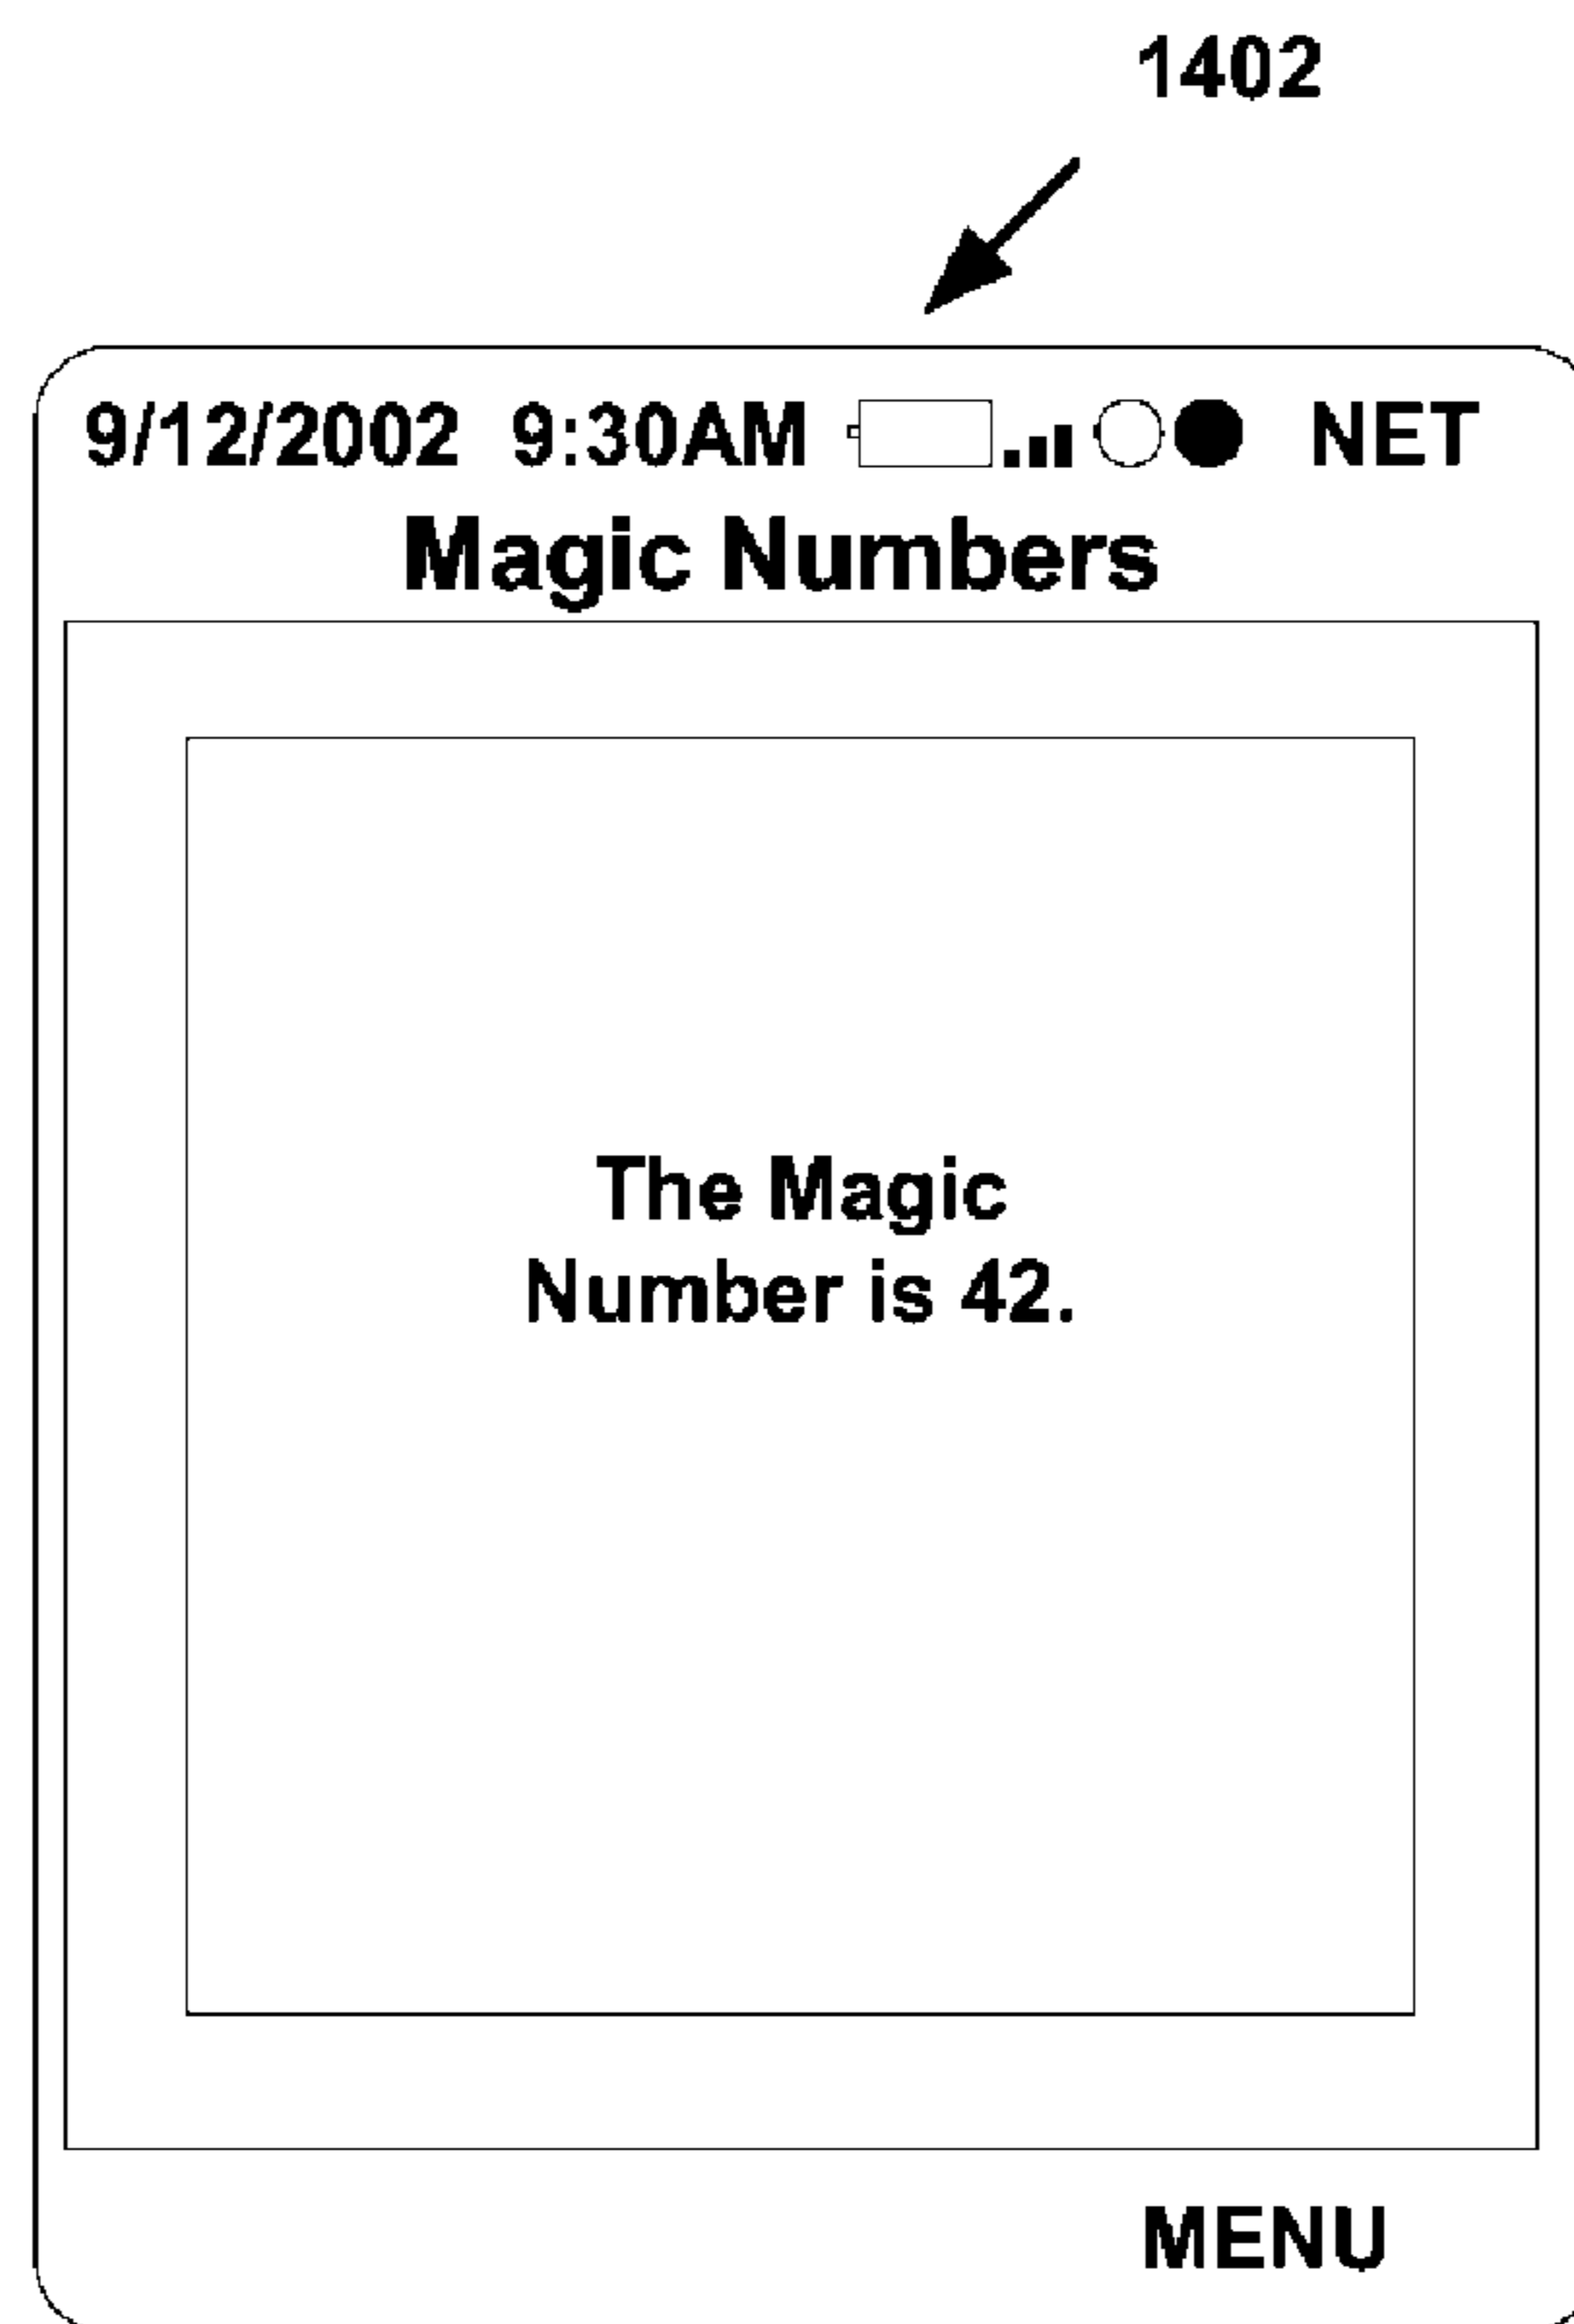 1402
9/12/2002 9:30AM NET
Magic Numbers
The Magic
Number is 42.
MENU